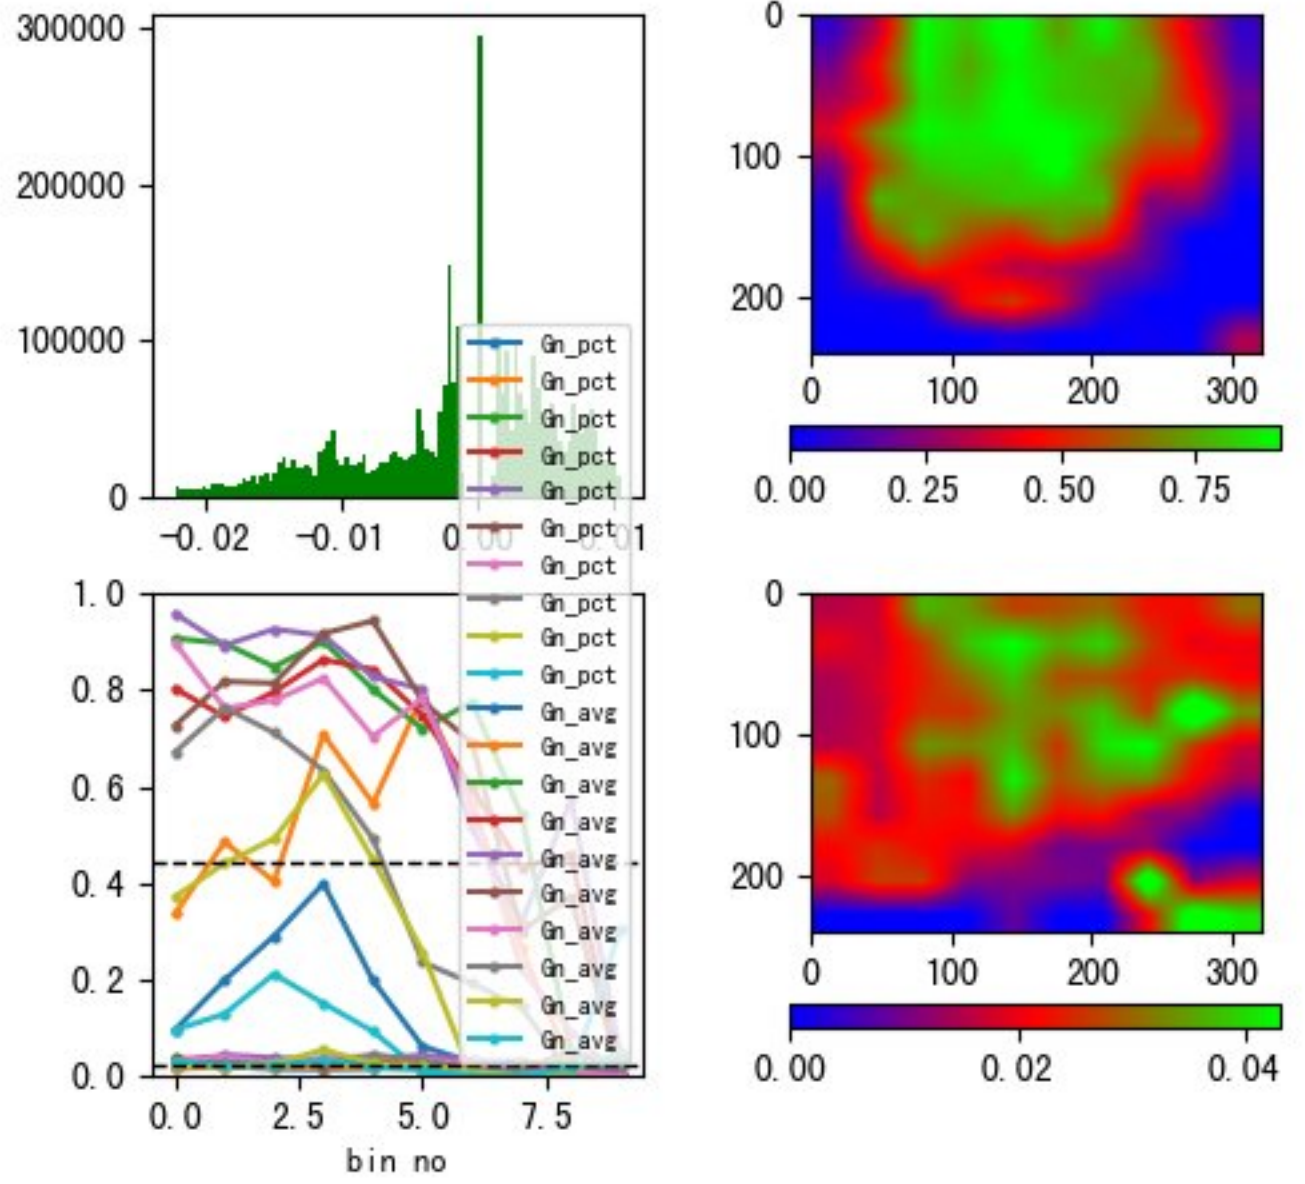 300000
200000
100000
0
-0.02 -0.01 0.00 0.01
0
100
200
0 100 200 300
0.00 0.25 0.50 0.75
Gn_pct
Gn_pct
Gn_pct
Gn_pct
Gn_pct
Gn_pct
Gn_pct
Gn_pct
Gn_pct
Gn_pct
Gn_avg
Gn_avg
Gn_avg
Gn_avg
Gn_avg
Gn_avg
Gn_avg
Gn_avg
Gn_avg
Gn_avg
1.0
0.8
0.6
0.4
0.2
0.0
0.0 2.5 5.0 7.5
bin no
0
100
200
0 100 200 300
0.00 0.02 0.04